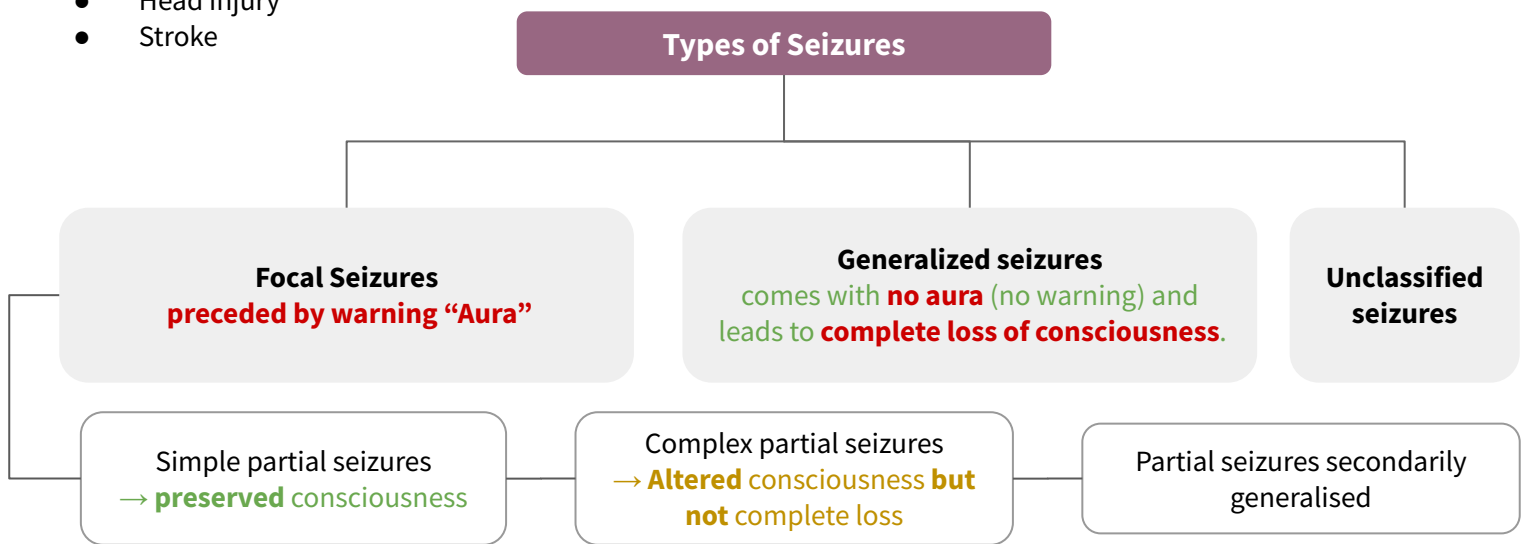 ● Head Injury
● Stroke
Types of Seizures
Focal Seizures
preceded by warning “Aura”
Generalized seizures
comes with no aura (no warning) and
leads to complete loss of consciousness.
Unclassified
seizures
Simple partial seizures
→ preserved consciousness
Complex partial seizures
→ Altered consciousness but
not complete loss
Partial seizures secondarily
generalised